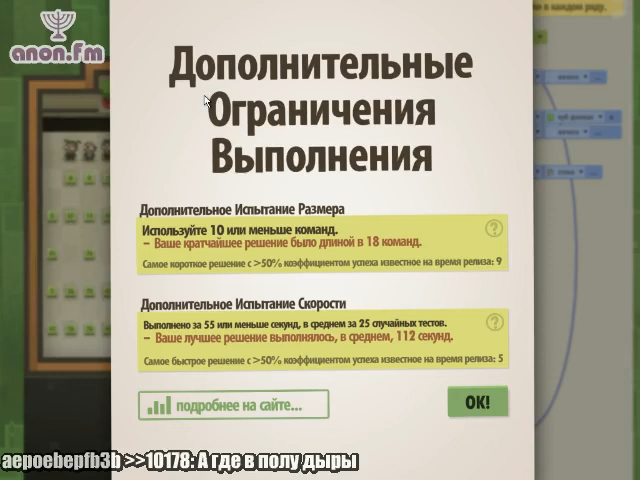 anon.fm
в каждом ряду.
Дополнительные
Ограничения
Выполнения
Дополнительное Испытание Размера
Используйте 10 или меньше команд.
– Ваше кратчайшее решение было длиной в 18 команд.
Самое короткое решение с >50% коэффициентом успеха известное на время релиза: 9
Дополнительное Испытание Скорости
Выполнено за 55 или меньше секунд, в среднем за 25 случайных тестов.
– Ваше лучшее решение выполнялось, в среднем, 112 секунд.
Самое быстрое решение с >50% коэффициентом успеха известное на время релиза: 5
подробнее на сайте...
OK!
aepoebepfb3b >>10178: А где в полу дыры